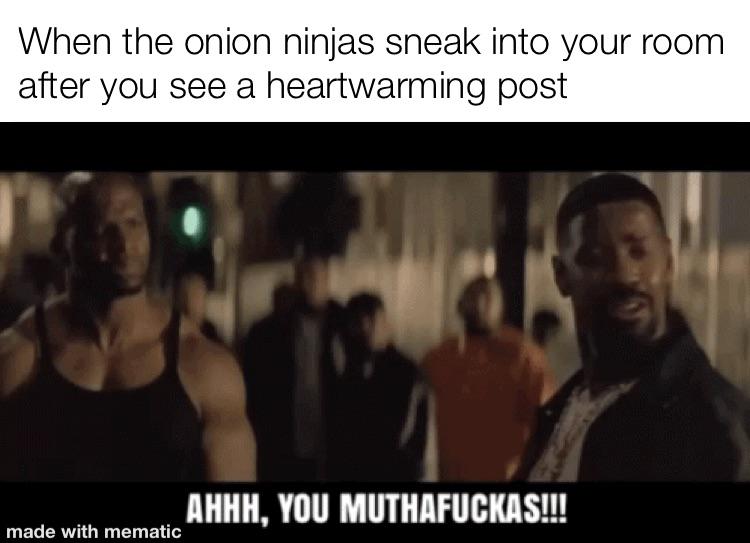 When the onion ninjas sneak into your room
after you see a heartwarming post
AHHH, YOU MUTHAFUCKAS!!!
made with mematic